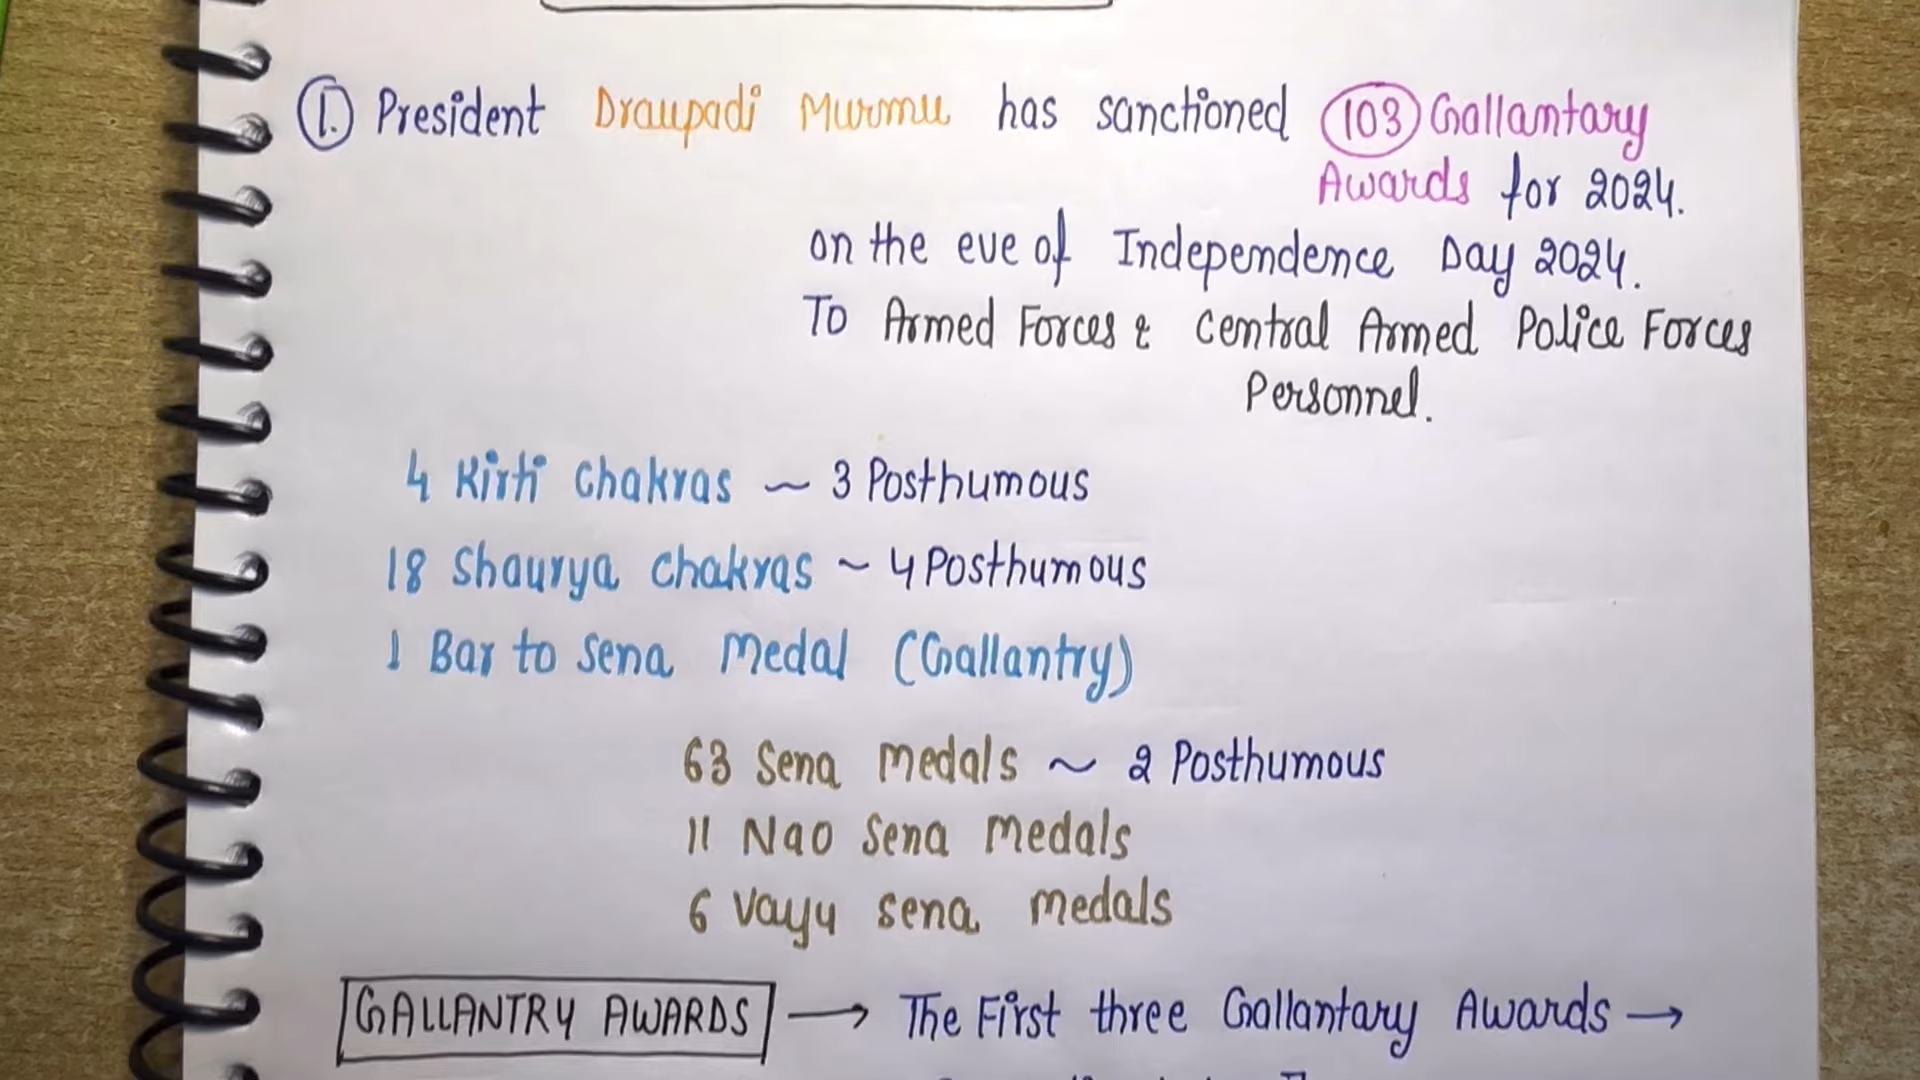 1. President Draupadi Murmu has sanctioned 103 Gallantary
Awards for 2024.
on the eve of Independence Day 2024.
To Armed Forces & Central Armed Police Forces
Personnel.
4 Kirti Chakras ~ 3 Posthumous
18 Shaurya Chakras ~ 4 Posthumous
1 Bar to Sena Medal (Gallantry)
63 Sena Medals ~ 2 Posthumous
11 Nao Sena Medals
6 Vayu Sena Medals
GALLANTRY AWARDS → The First three Gallantary Awards →